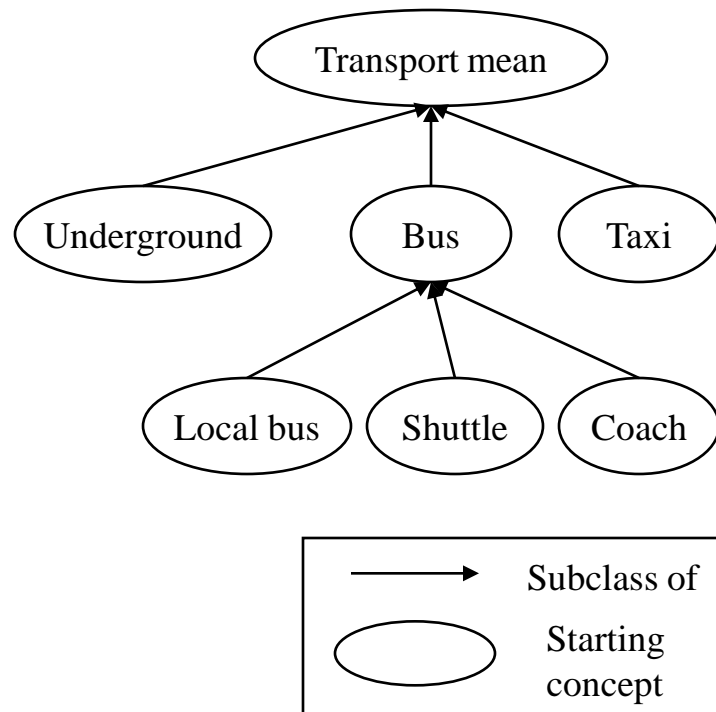 Transport mean
Underground
Bus
Taxi
Local bus
Shuttle
Coach
Subclass of
Starting
concept